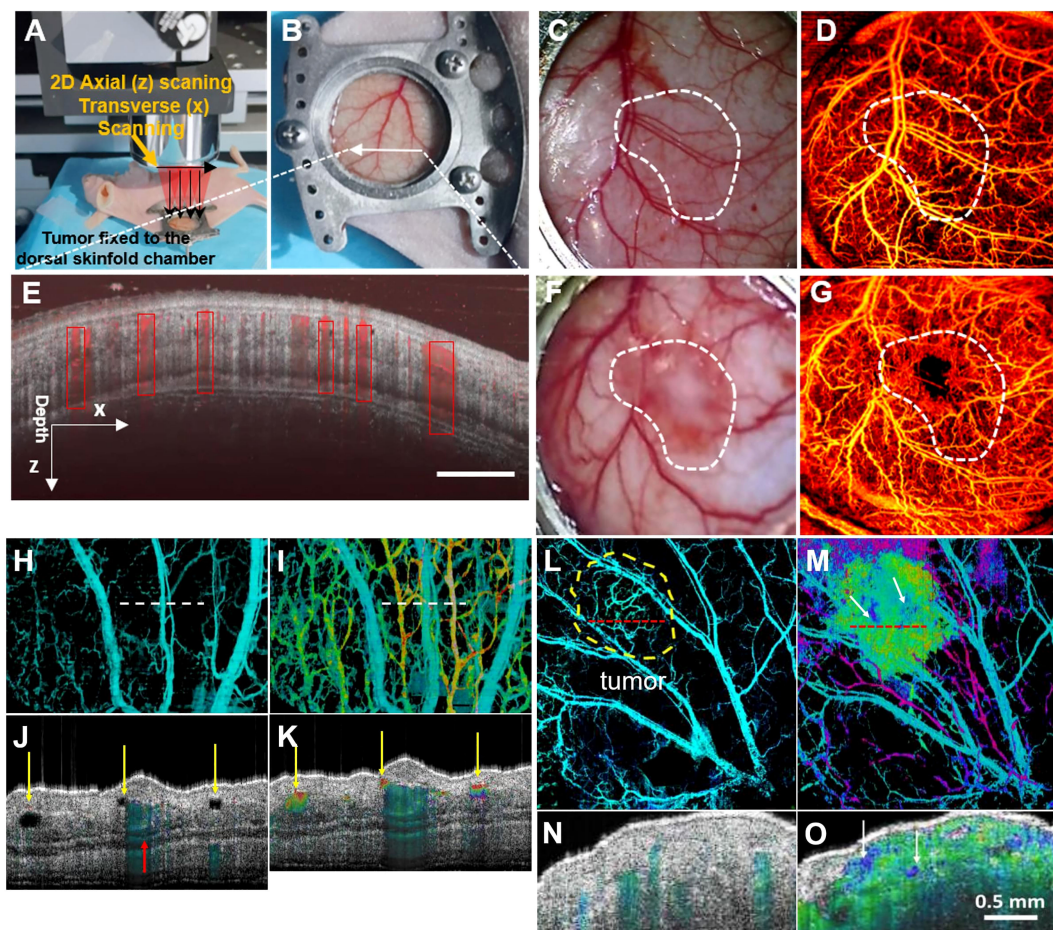 A
2D Axial (z) scaning
Transverse (x)
Scanning
Tumor fixed to the
dorsal skinfold chamber
B
C
D
E
Depth
x
z
F
G
H
I
J
K
L
tumor
M
N
O
0.5 mm